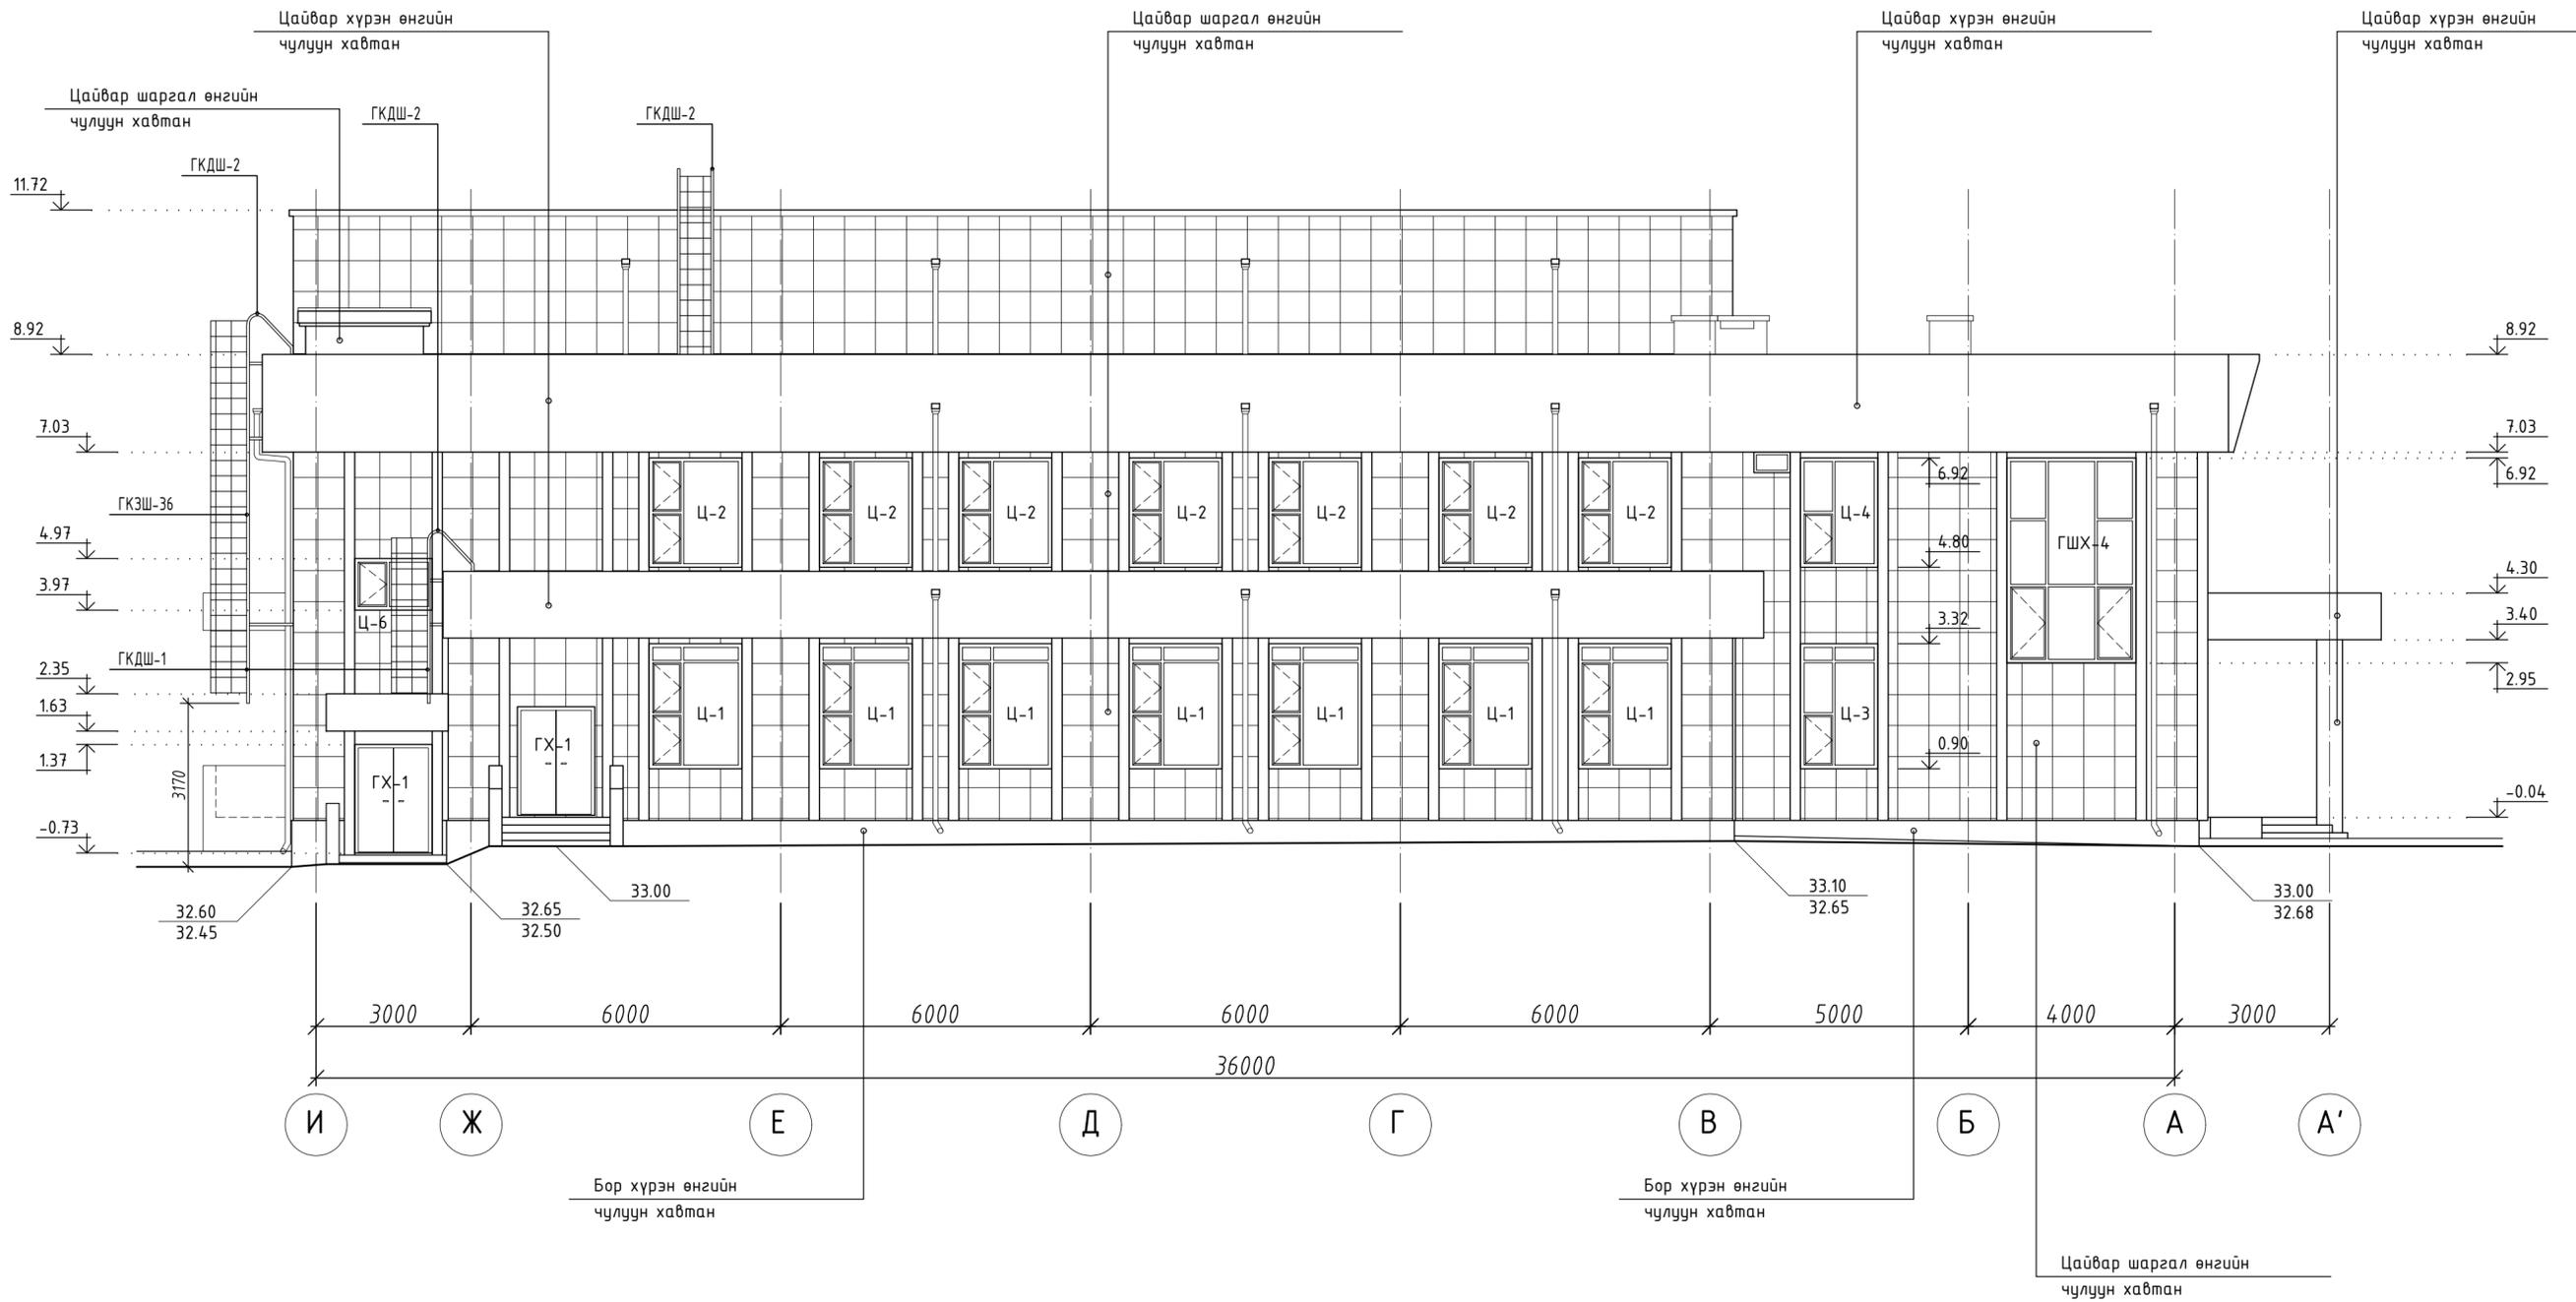 Цайвар хүрэн өнгийн
чулуун хавтан
Цайвар шаргал өнгийн
чулуун хавтан
Цайвар хүрэн өнгийн
чулуун хавтан
Цайвар хүрэн өнгийн
чулуун хавтан
Цайвар шаргал өнгийн
чулуун хавтан
ГКДШ-2
ГКДШ-2
ГКДШ-2
11.72
8.92
8.92
7.03
7.03
6.92
6.92
Ц-2
Ц-2
Ц-2
Ц-2
Ц-2
Ц-2
Ц-2
Ц-4
ГКЗШ-36
4.97
4.80
ГШХ-4
3.97
4.30
Ц-6
3.32
3.40
ГКДШ-1
2.35
2.95
1.63
Ц-1
Ц-1
Ц-1
Ц-1
Ц-1
Ц-1
Ц-1
Ц-3
ГХ-1
0.90
1.37
ГХ-1
3170
-0.04
-0.73
33.00
32.60
32.45
32.65
32.50
33.10
32.65
33.00
32.68
3000
6000
6000
6000
6000
5000
4000
3000
36000
И
Ж
Е
Д
Г
В
Б
А
А'
Бор хүрэн өнгийн
чулуун хавтан
Бор хүрэн өнгийн
чулуун хавтан
Цайвар шаргал өнгийн
чулуун хавтан